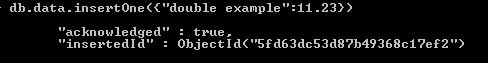 db.data.insertOne({"double example":11.23})
"acknowledged" : true,
"insertedId" : ObjectId("5fd63dc53d87b49368c17ef2")